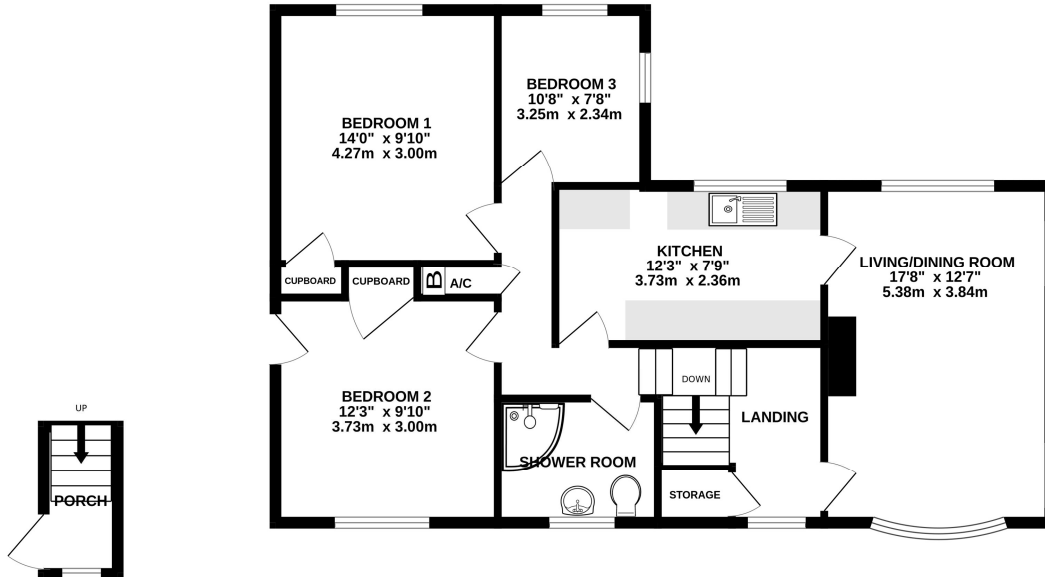 BEDROOM 1
14'0" x 9'10"
4.27m x 3.00m
BEDROOM 3
10'8" x 7'8"
3.25m x 2.34m
KITCHEN
12'3" x 7'9"
3.73m x 2.36m
LIVING/DINING ROOM
17'8" x 12'7"
5.38m x 3.84m
CUPBOARD
CUPBOARD
B
A/C
BEDROOM 2
12'3" x 9'10"
3.73m x 3.00m
DOWN
LANDING
SHOWER ROOM
STORAGE
UP
PORCH